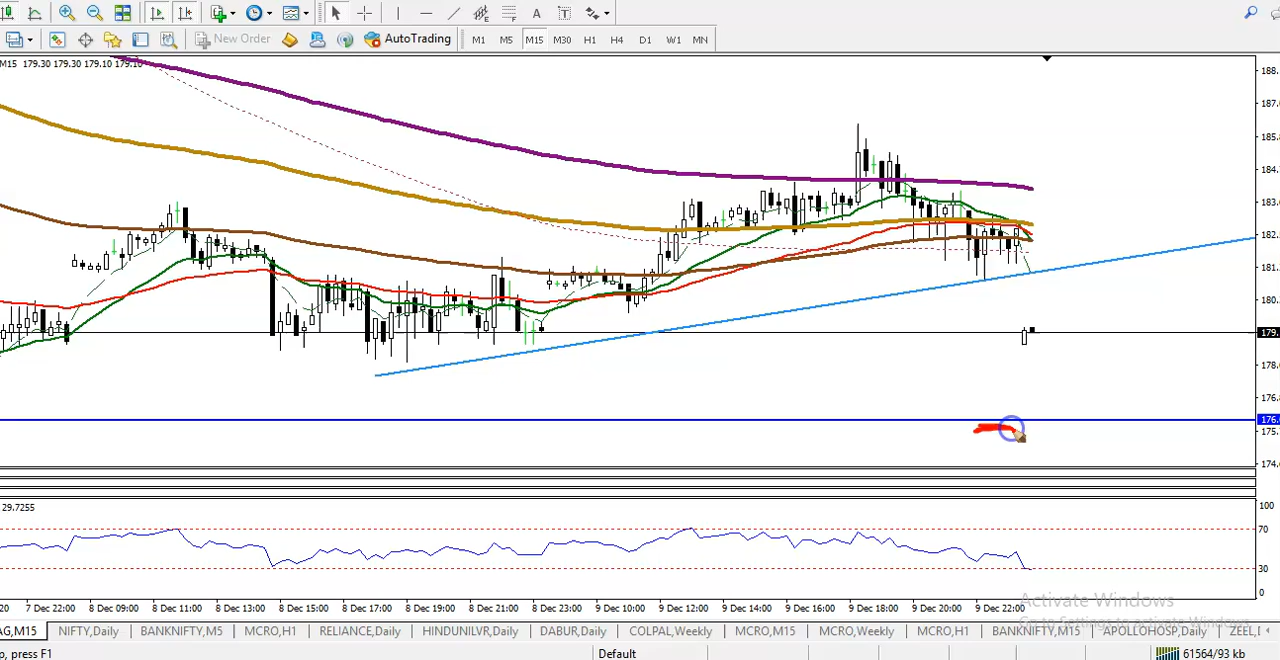 New Order
AutoTrading
M1 M5 M15 M30 H1 H4 D1 W1 MN
M15 179.30 179.30 179.10 179.10
188.
187.
185.
184.
183.
182.
181.
180.
179.
178.
176.
176.
175.
174.
29.7255
100
70
30
0
20 7 Dec 22:00 8 Dec 09:00 8 Dec 11:00 8 Dec 13:00 8 Dec 15:00 8 Dec 17:00 8 Dec 19:00 8 Dec 21:00 8 Dec 23:00 9 Dec 10:00 9 Dec 12:00 9 Dec 14:00 9 Dec 16:00 9 Dec 18:00 9 Dec 20:00 9 Dec 22:00
Activate Windows
Go to Settings to activate Windows.
AG,M15 NIFTY,Daily BANKNIFTY,M5 MCRO,H1 RELIANCE,Daily HINDUNILVR,Daily DABUR,Daily COLPAL,Weekly MCRO,M15 MCRO,Weekly MCRO,H1 BANKNIFTY,M15 APOLLOHOSP,Daily ZEEL,
p, press F1 Default 61564/93 kb